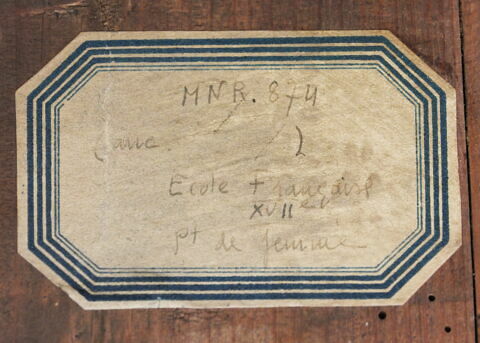 MNR. 874
(anc. )
Ecole Française
XVIIe
pt de femme